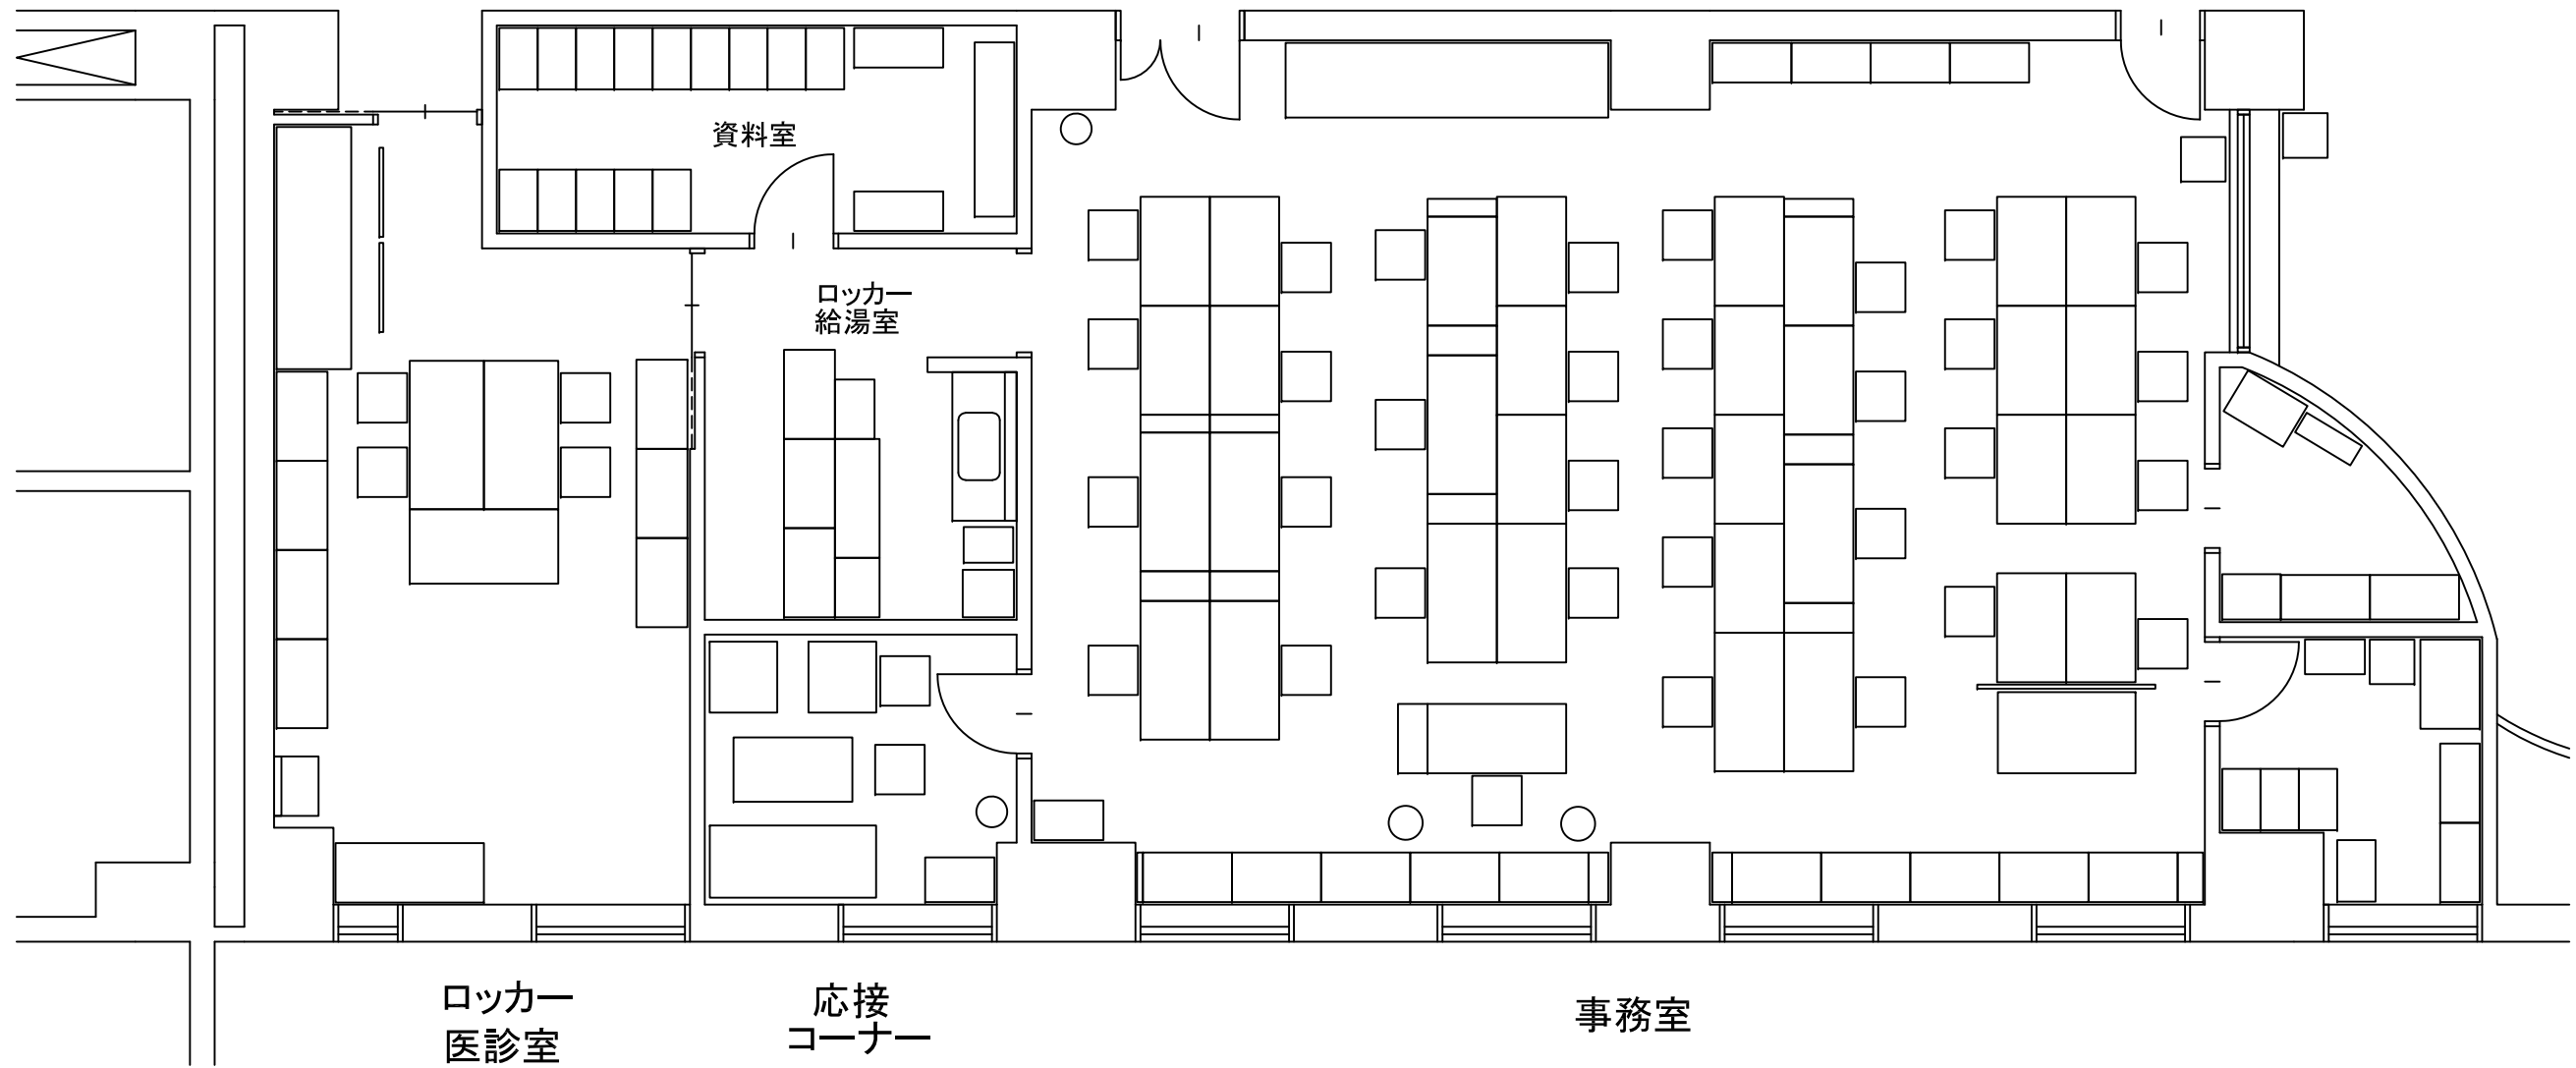 資料室
ロッカー
給湯室
ロッカー
医診室
応接
コーナー
事務室